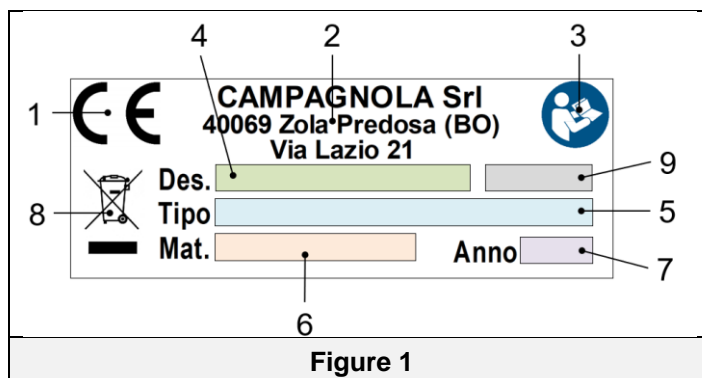 4 2 3
1 CE CAMPAGNOLA Srl
40069 Zola Predosa (BO)
Via Lazio 21
Des. 9
8 Tipo 5
Mat. Anno 7
6
Figure 1